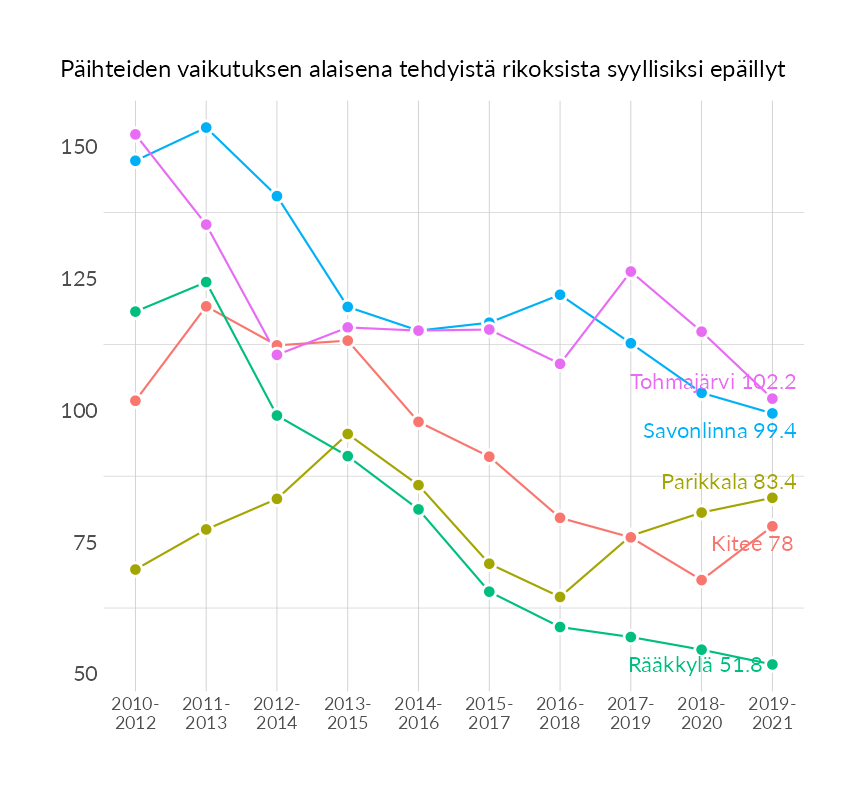 Päihteiden vaikutuksen alaisena tehdyistä rikoksista syyllisiksi epäillyt
150
125
100
75
50
Tohmajärvi 102.2
Savonlinna 99.4
Parikkala 83.4
Kitee 78
Rääkkylä 51.8
2010- 2011- 2012- 2013- 2014- 2015- 2016- 2017- 2018- 2019-
2012 2013 2014 2015 2016 2017 2018 2019 2020 2021